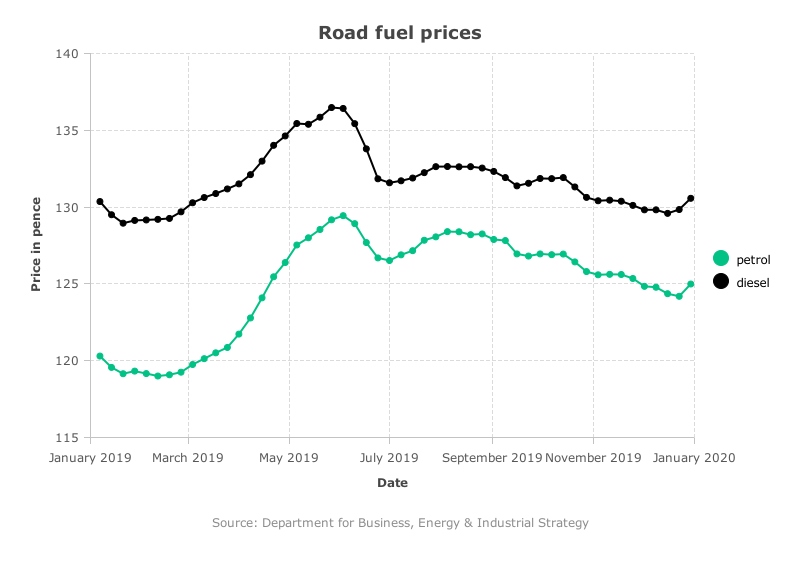 Road fuel prices
140
135
130
125
120
115
Price in pence
petrol
diesel
January 2019 March 2019 May 2019 July 2019 September 2019 November 2019 January 2020
Date
Source: Department for Business, Energy & Industrial Strategy